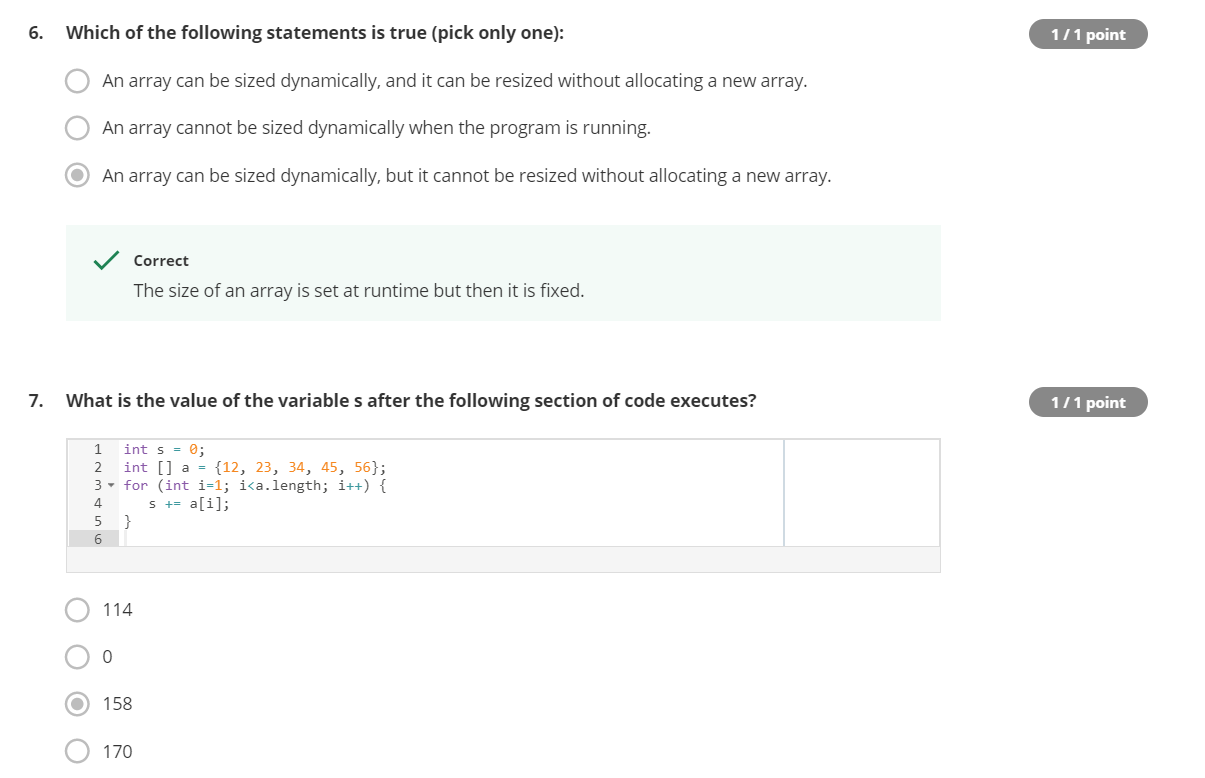 6. Which of the following statements is true (pick only one):
1 / 1 point
An array can be sized dynamically, and it can be resized without allocating a new array.
An array cannot be sized dynamically when the program is running.
An array can be sized dynamically, but it cannot be resized without allocating a new array.
Correct
The size of an array is set at runtime but then it is fixed.
7. What is the value of the variable s after the following section of code executes?
1 / 1 point
1 int s = 0;
2 int [] a = {12, 23, 34, 45, 56};
3 for (int i=1; i<a.length; i++) {
4 s += a[i];
5 }
6
114
0
158
170